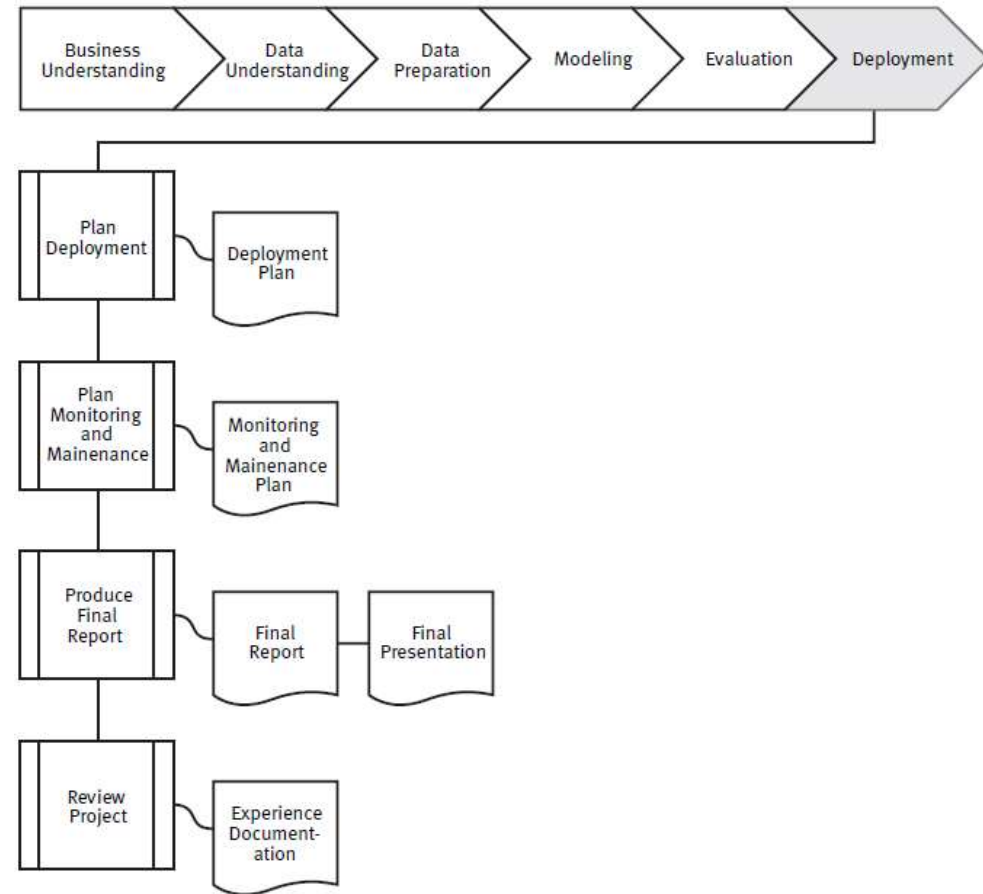 Business
Understanding
Data
Understanding
Data
Preparation
Modeling
Evaluation
Deployment
Plan
Deployment
Deployment
Plan
Plan
Monitoring
and
Mainenance
Monitoring
and
Mainenance
Plan
Produce
Final
Report
Final
Report
Final
Presentation
Review
Project
Experience
Document-
ation